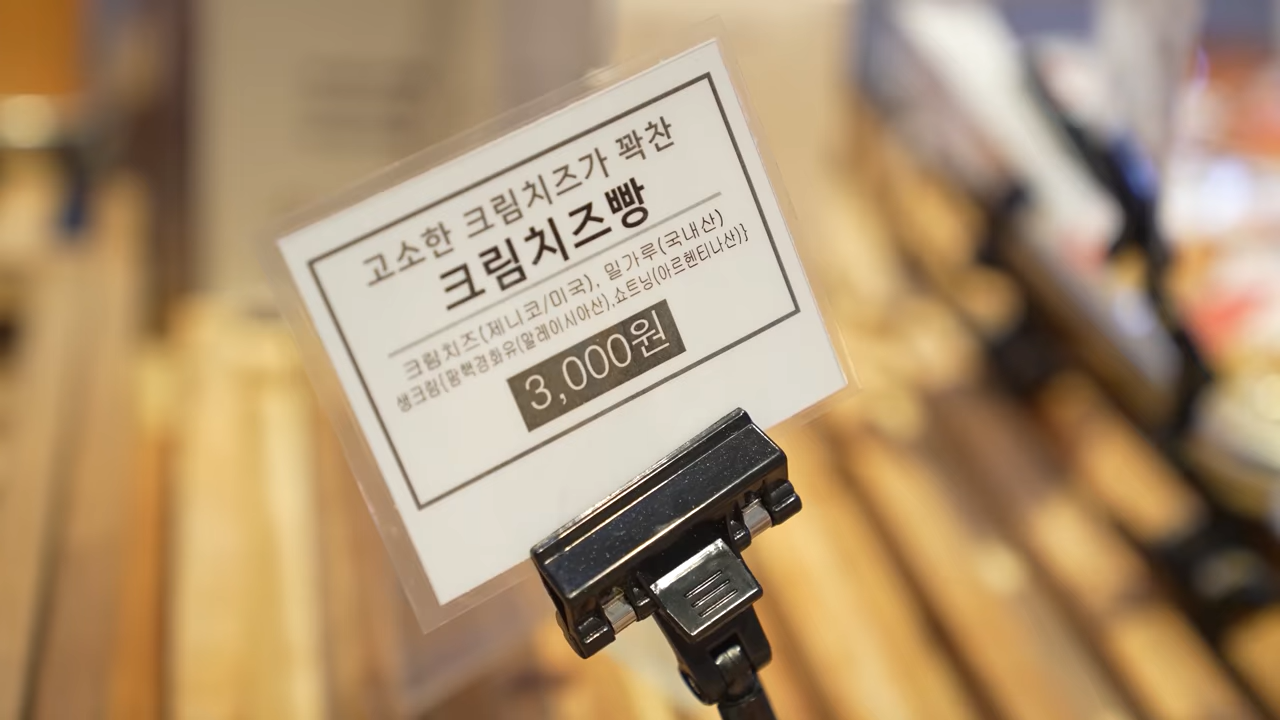 고소한 크림치즈가 꽉찬
크림치즈빵
크림치즈(제니코/미국), 밀가루(국내산)
생크림{팜핵경화유(말레이시아산),쇼트닝(아르헨티나산)}
3,000원